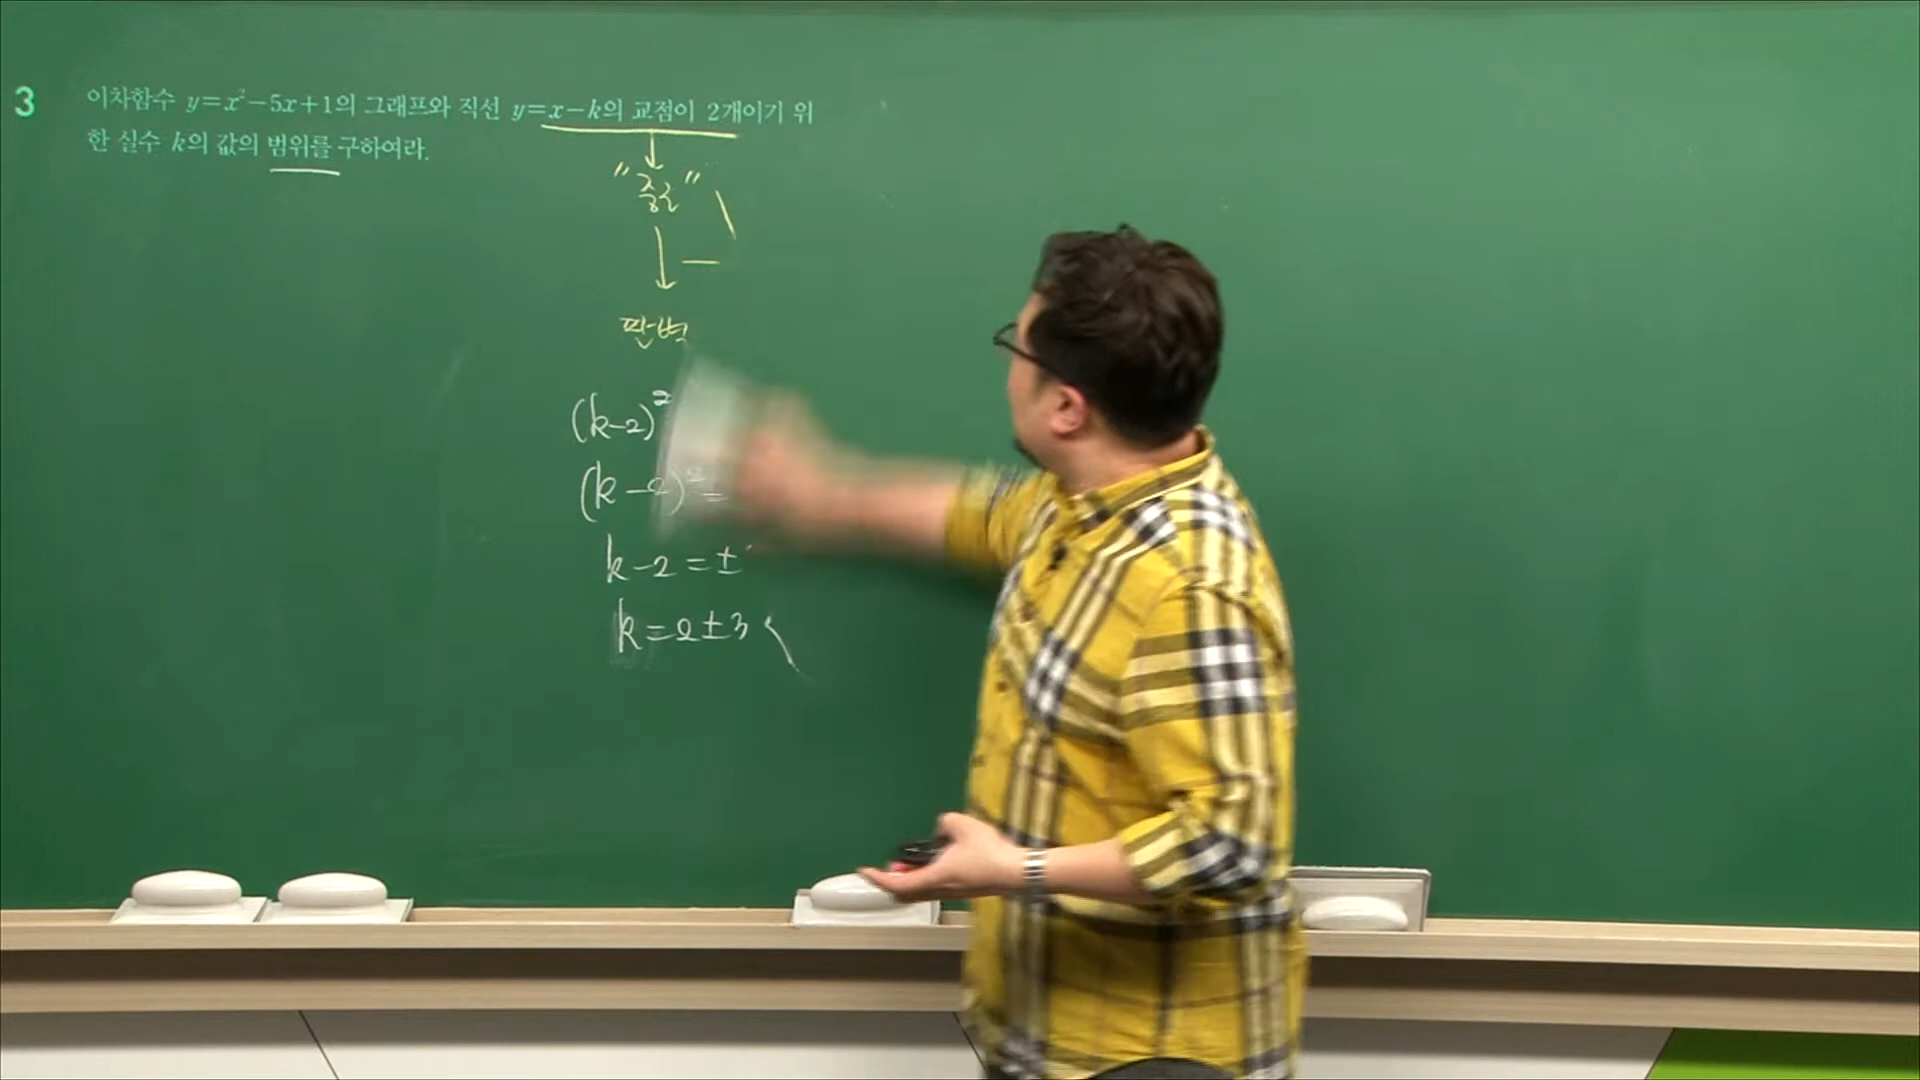 3 이차함수 y=x²-5x+1의 그래프와 직선 y=x-k의 교점이 2개이기 위
한 실수 k의 값의 범위를 구하여라.
"중근"
판별
(k-2)²
(k-2)²=
k-2=±
k=2±3